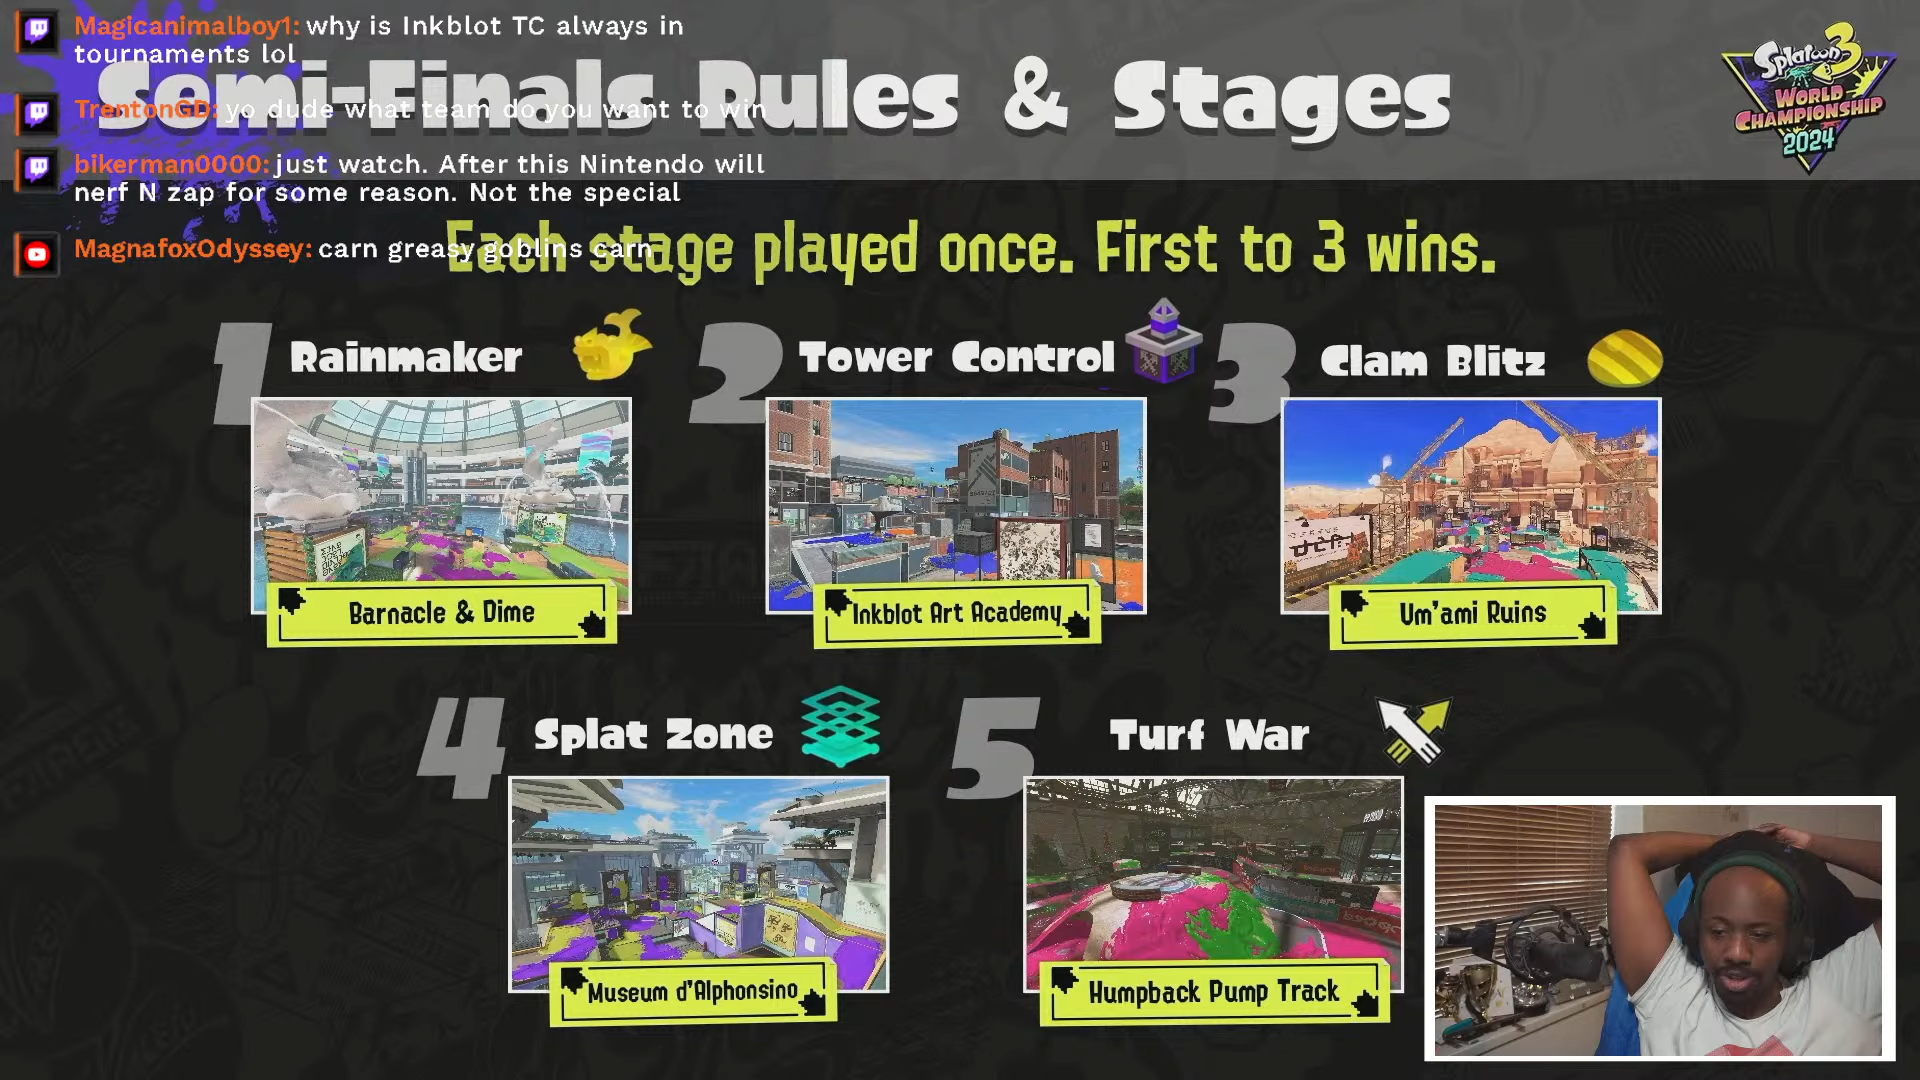 Magicanimalboy1: why is Inkblot TC always in
tournaments lol
Semi-Finals Rules & Stages
TrentonGD: yo dude what team do you want to win
bikerman0000: just watch. After this Nintendo will
nerf N zap for some reason. Not the special
Splatoon 3
WORLD
CHAMPIONSHIP
2024
MagnafoxOdyssey: carn greasy goblins carn
Each stage played once. First to 3 wins.
1 Rainmaker
2 Tower Control
3 Clam Blitz
Barnacle & Dime
Inkblot Art Academy
Um'ami Ruins
4 Splat Zone
5 Turf War
Museum d'Alphonsino
Humpback Pump Track